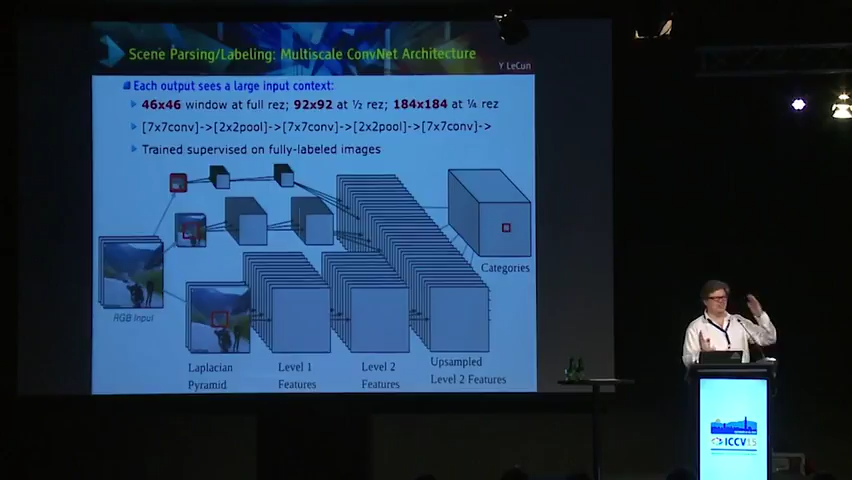 Scene Parsing/Labeling: Multiscale ConvNet Architecture
Y LeCun
Each output sees a large input context:
46x46 window at full rez; 92x92 at ½ rez; 184x184 at ¼ rez
[7x7conv]->[2x2pool]->[7x7conv]->[2x2pool]->[7x7conv]->
Trained supervised on fully-labeled images
Categories
RGB Input
Laplacian
Pyramid
Level 1
Features
Level 2
Features
Upsampled
Level 2 Features
ICCV15